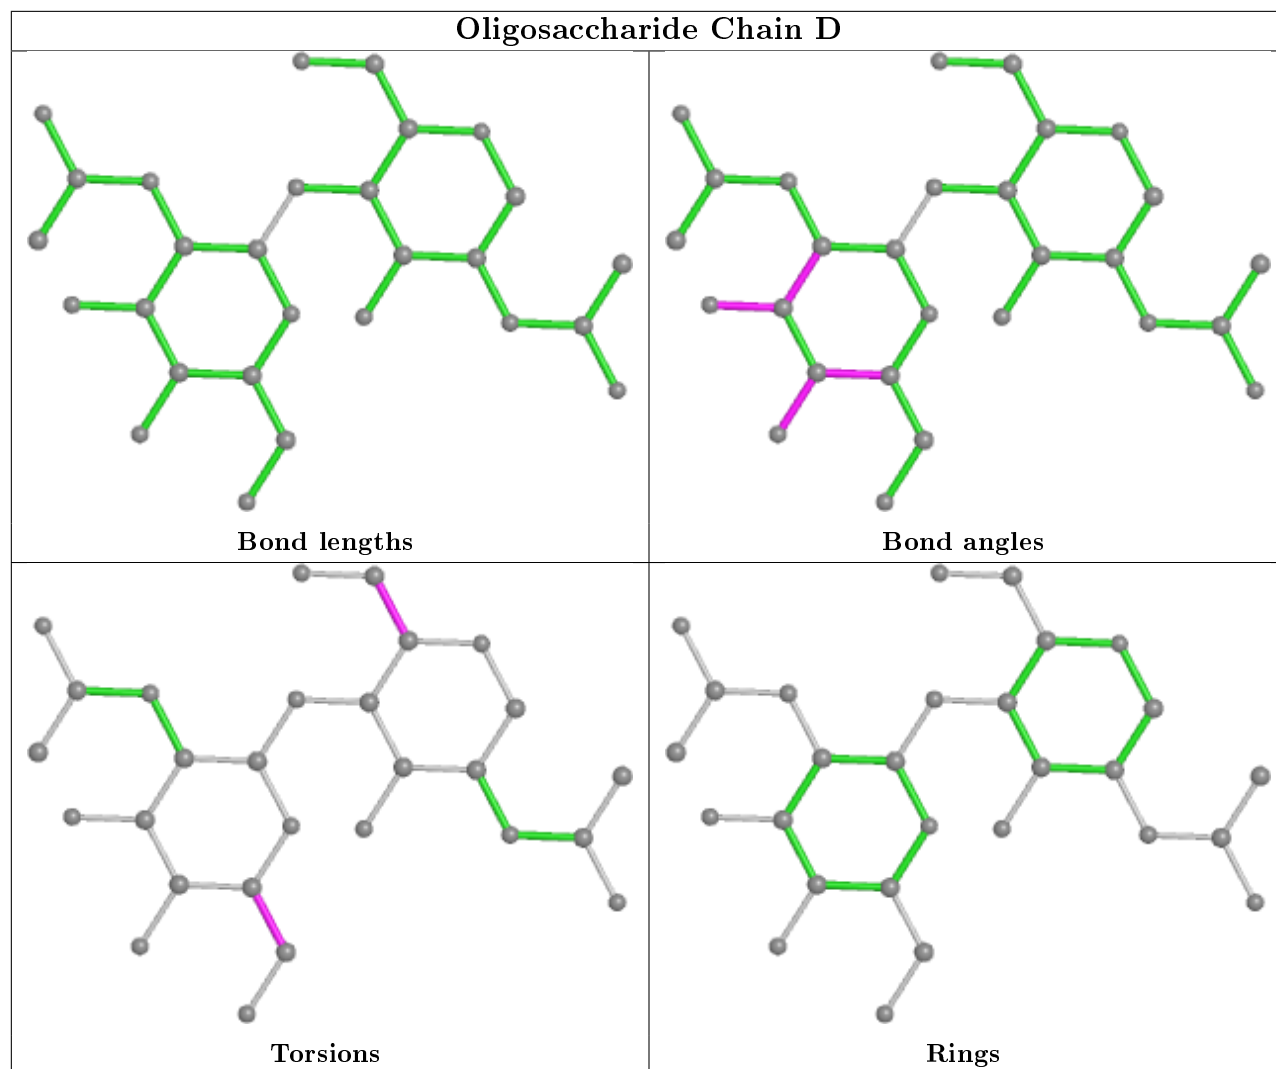 Oligosaccharide Chain D
Bond lengths
Bond angles
Torsions
Rings